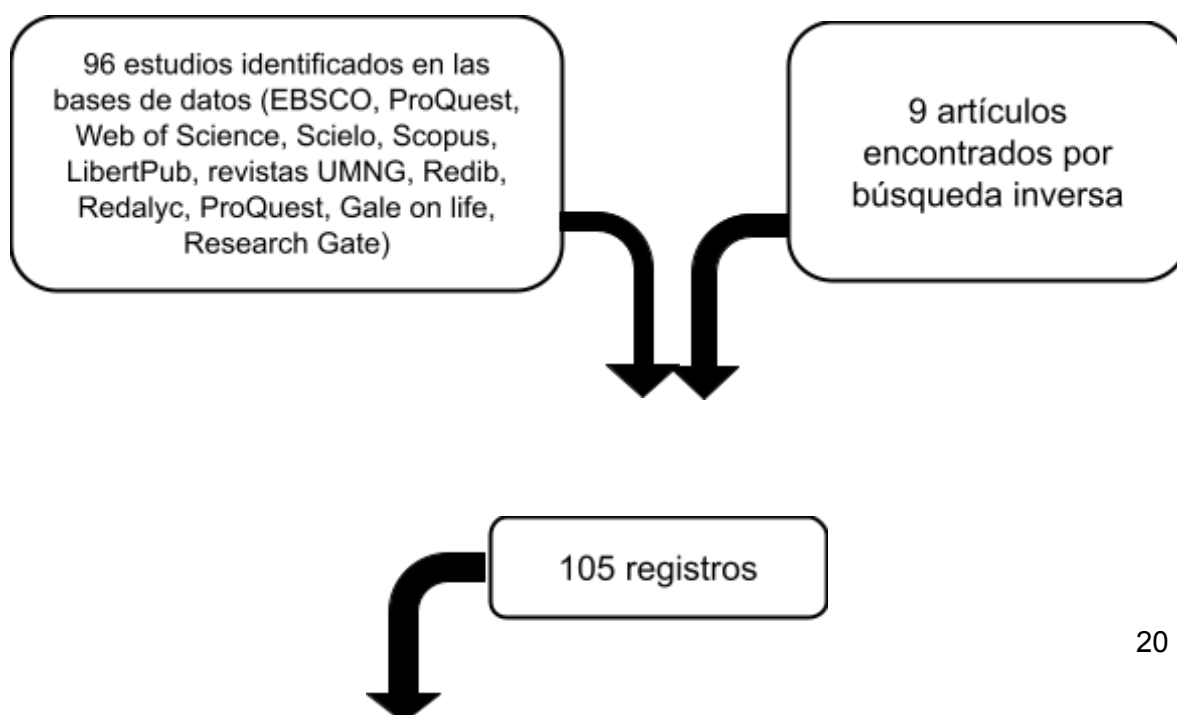 96 estudios identificados en las
bases de datos (EBSCO, ProQuest,
Web of Science, Scielo, Scopus,
LibertPub, revistas UMNG, Redib,
Redalyc, ProQuest, Gale on life,
Research Gate)
9 artículos
encontrados por
búsqueda inversa
105 registros
20